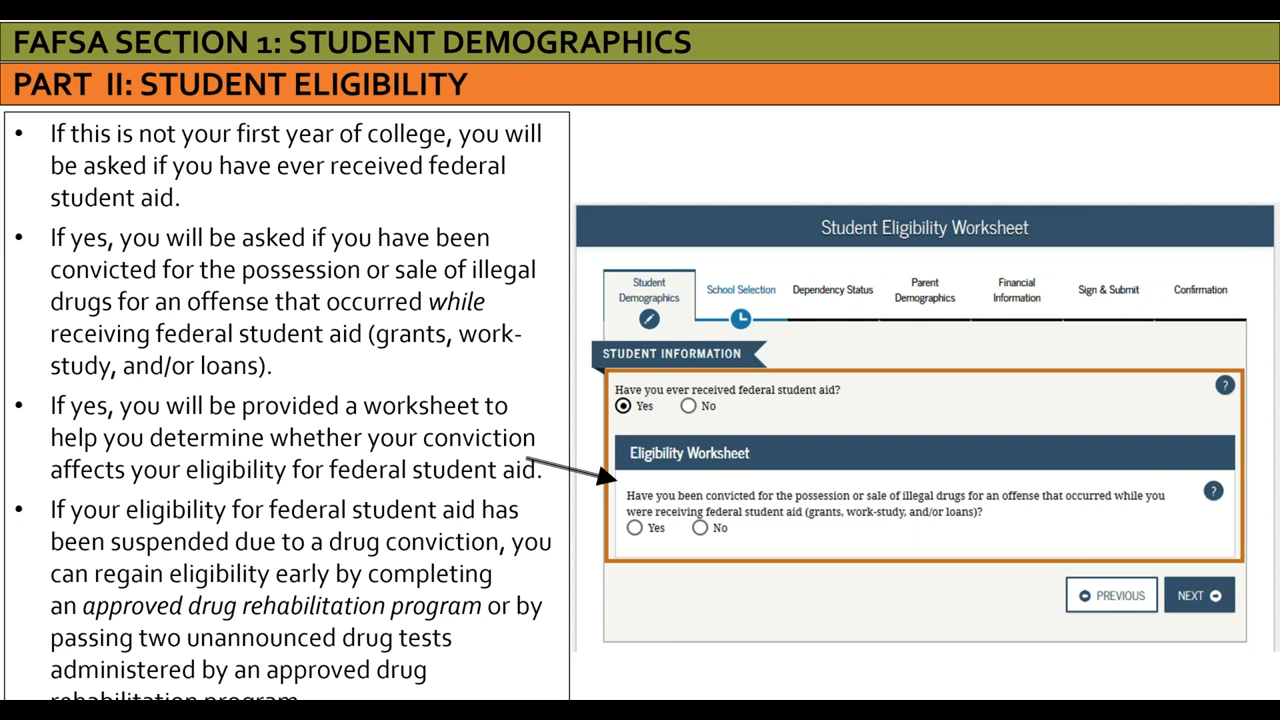 FAFSA SECTION 1: STUDENT DEMOGRAPHICS
PART II: STUDENT ELIGIBILITY
• If this is not your first year of college, you will
be asked if you have ever received federal
student aid.
• If yes, you will be asked if you have been
convicted for the possession or sale of illegal
drugs for an offense that occurred while
receiving federal student aid (grants, work-
study, and/or loans).
• If yes, you will be provided a worksheet to
help you determine whether your conviction
affects your eligibility for federal student aid.
• If your eligibility for federal student aid has
been suspended due to a drug conviction, you
can regain eligibility early by completing
an approved drug rehabilitation program or by
passing two unannounced drug tests
administered by an approved drug
rehabilitation program.
Student Eligibility Worksheet
Student Demographics
School Selection
Dependency Status
Parent Demographics
Financial Information
Sign & Submit
Confirmation
STUDENT INFORMATION
Have you ever received federal student aid?
?
Yes No
Eligibility Worksheet
Have you been convicted for the possession or sale of illegal drugs for an offense that occurred while you
were receiving federal student aid (grants, work-study, and/or loans)?
?
Yes No
PREVIOUS NEXT